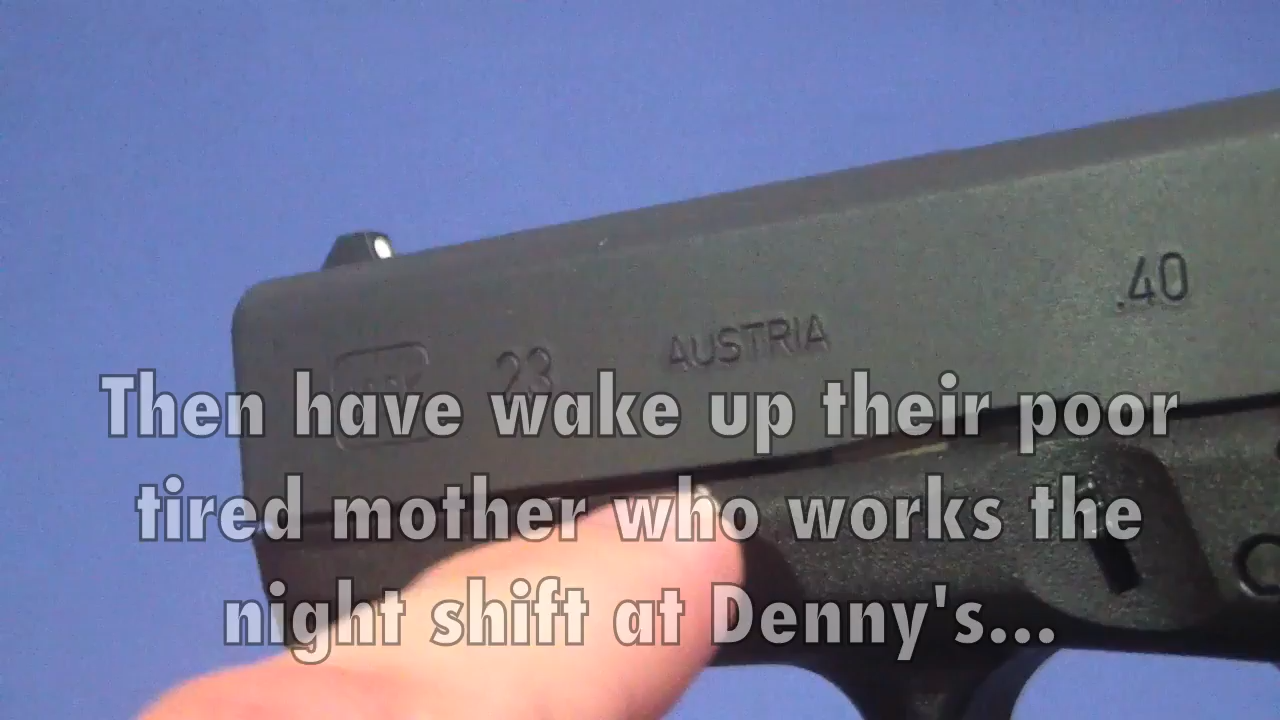 .40
AUSTRIA
23
Then have wake up their poor
tired mother who works the
night shift at Denny's...